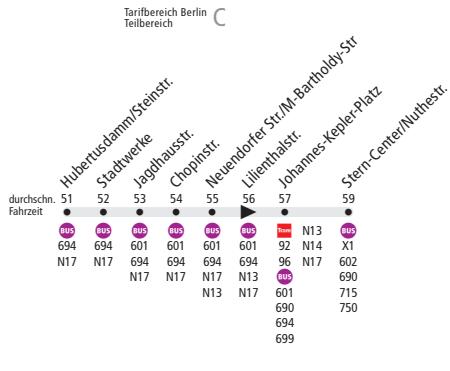 Tarifbereich Berlin C
Teilbereich
Hubertusdamm/Steinstr.
Stadtwerke
Jagdhausstr.
Chopinstr.
Neuendorfer Str./M-Bartholdy-Str
Lilienthalstr.
Johannes-Kepler-Platz
Stern-Center/Nuthestr.
durchschn. 51 52 53 54 55 56 57 59
Fahrzeit
BUS BUS BUS BUS BUS BUS Tram N13 BUS
694 694 601 601 601 601 92 N14 X1
N17 N17 694 694 694 694 96 N17 602
N17 N17 N17 N13 BUS 690
N13 N17 601 715
690 750
694
699